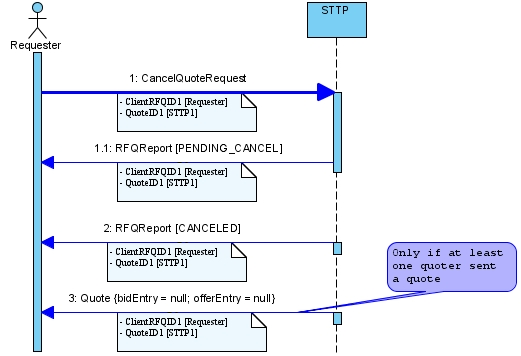 STTP
Requester
1: CancelQuoteRequest
- ClientRFQID1 [Requester]
- QuoteID1 [STTP1]
1.1: RFQReport [PENDING_CANCEL]
- ClientRFQID1 [Requester]
- QuoteID1 [STTP1]
2: RFQReport [CANCELED]
- ClientRFQID1 [Requester]
- QuoteID1 [STTP1]
Only if at least
one quoter sent
a quote
3: Quote {bidEntry = null; offerEntry = null}
- ClientRFQID1 [Requester]
- QuoteID1 [STTP1]